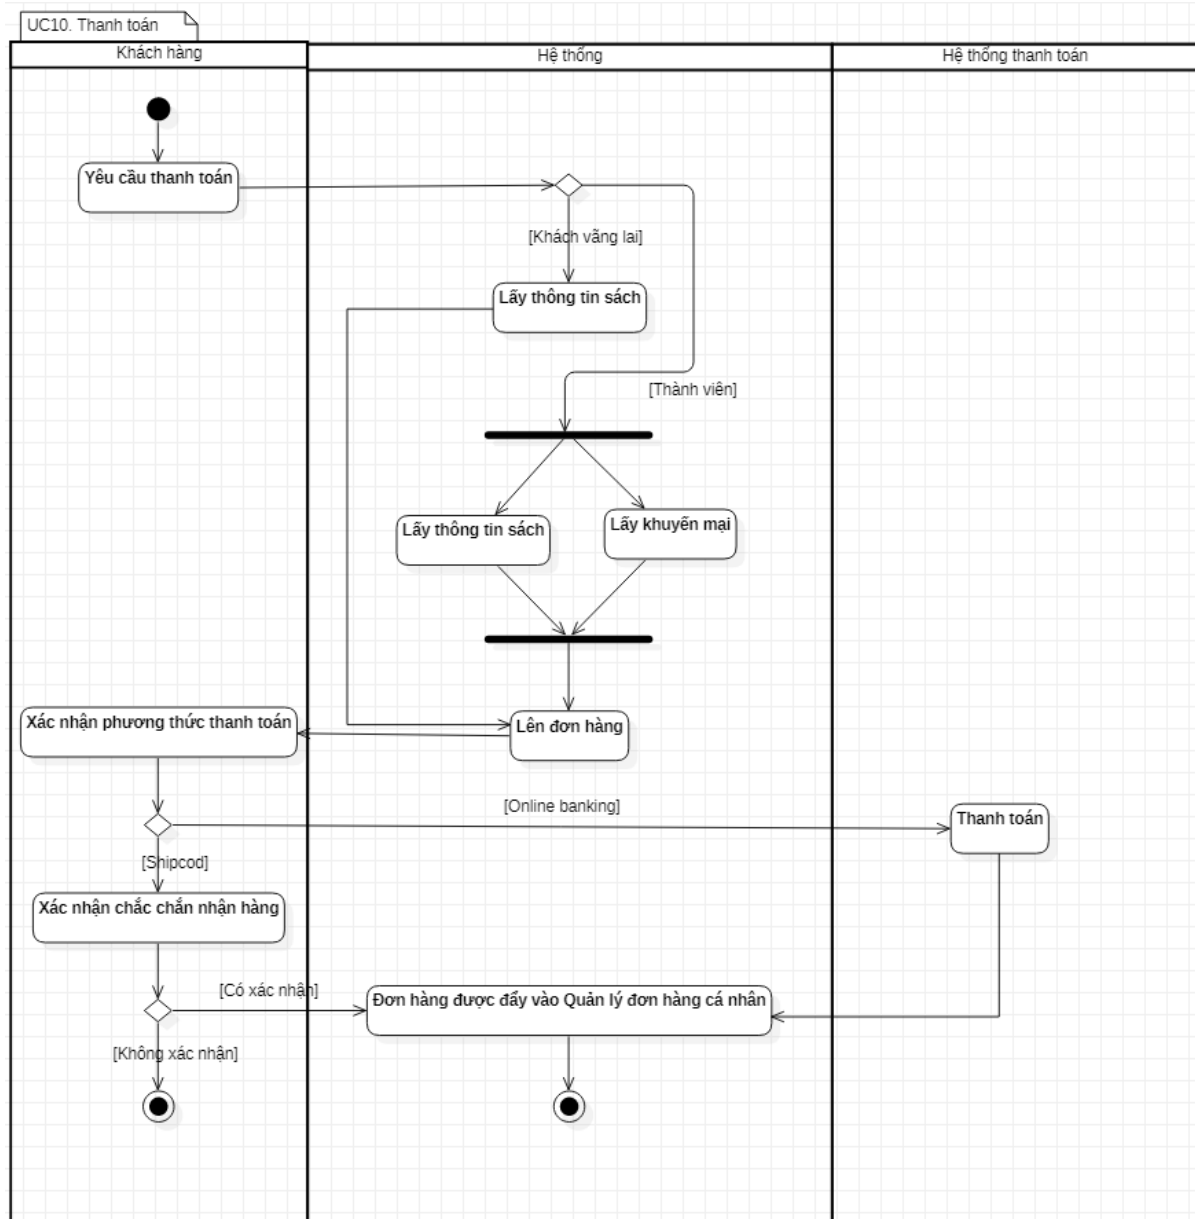 UC10. Thanh toán
Khách hàng
Hệ thống
Hệ thống thanh toán
Yêu cầu thanh toán
[Khách vãng lai]
Lấy thông tin sách
[Thành viên]
Lấy thông tin sách
Lấy khuyến mại
Xác nhận phương thức thanh toán
Lên đơn hàng
[Online banking]
Thanh toán
[Shipcod]
Xác nhận chắc chắn nhận hàng
[Có xác nhận]
Đơn hàng được đẩy vào Quản lý đơn hàng cá nhân
[Không xác nhận]